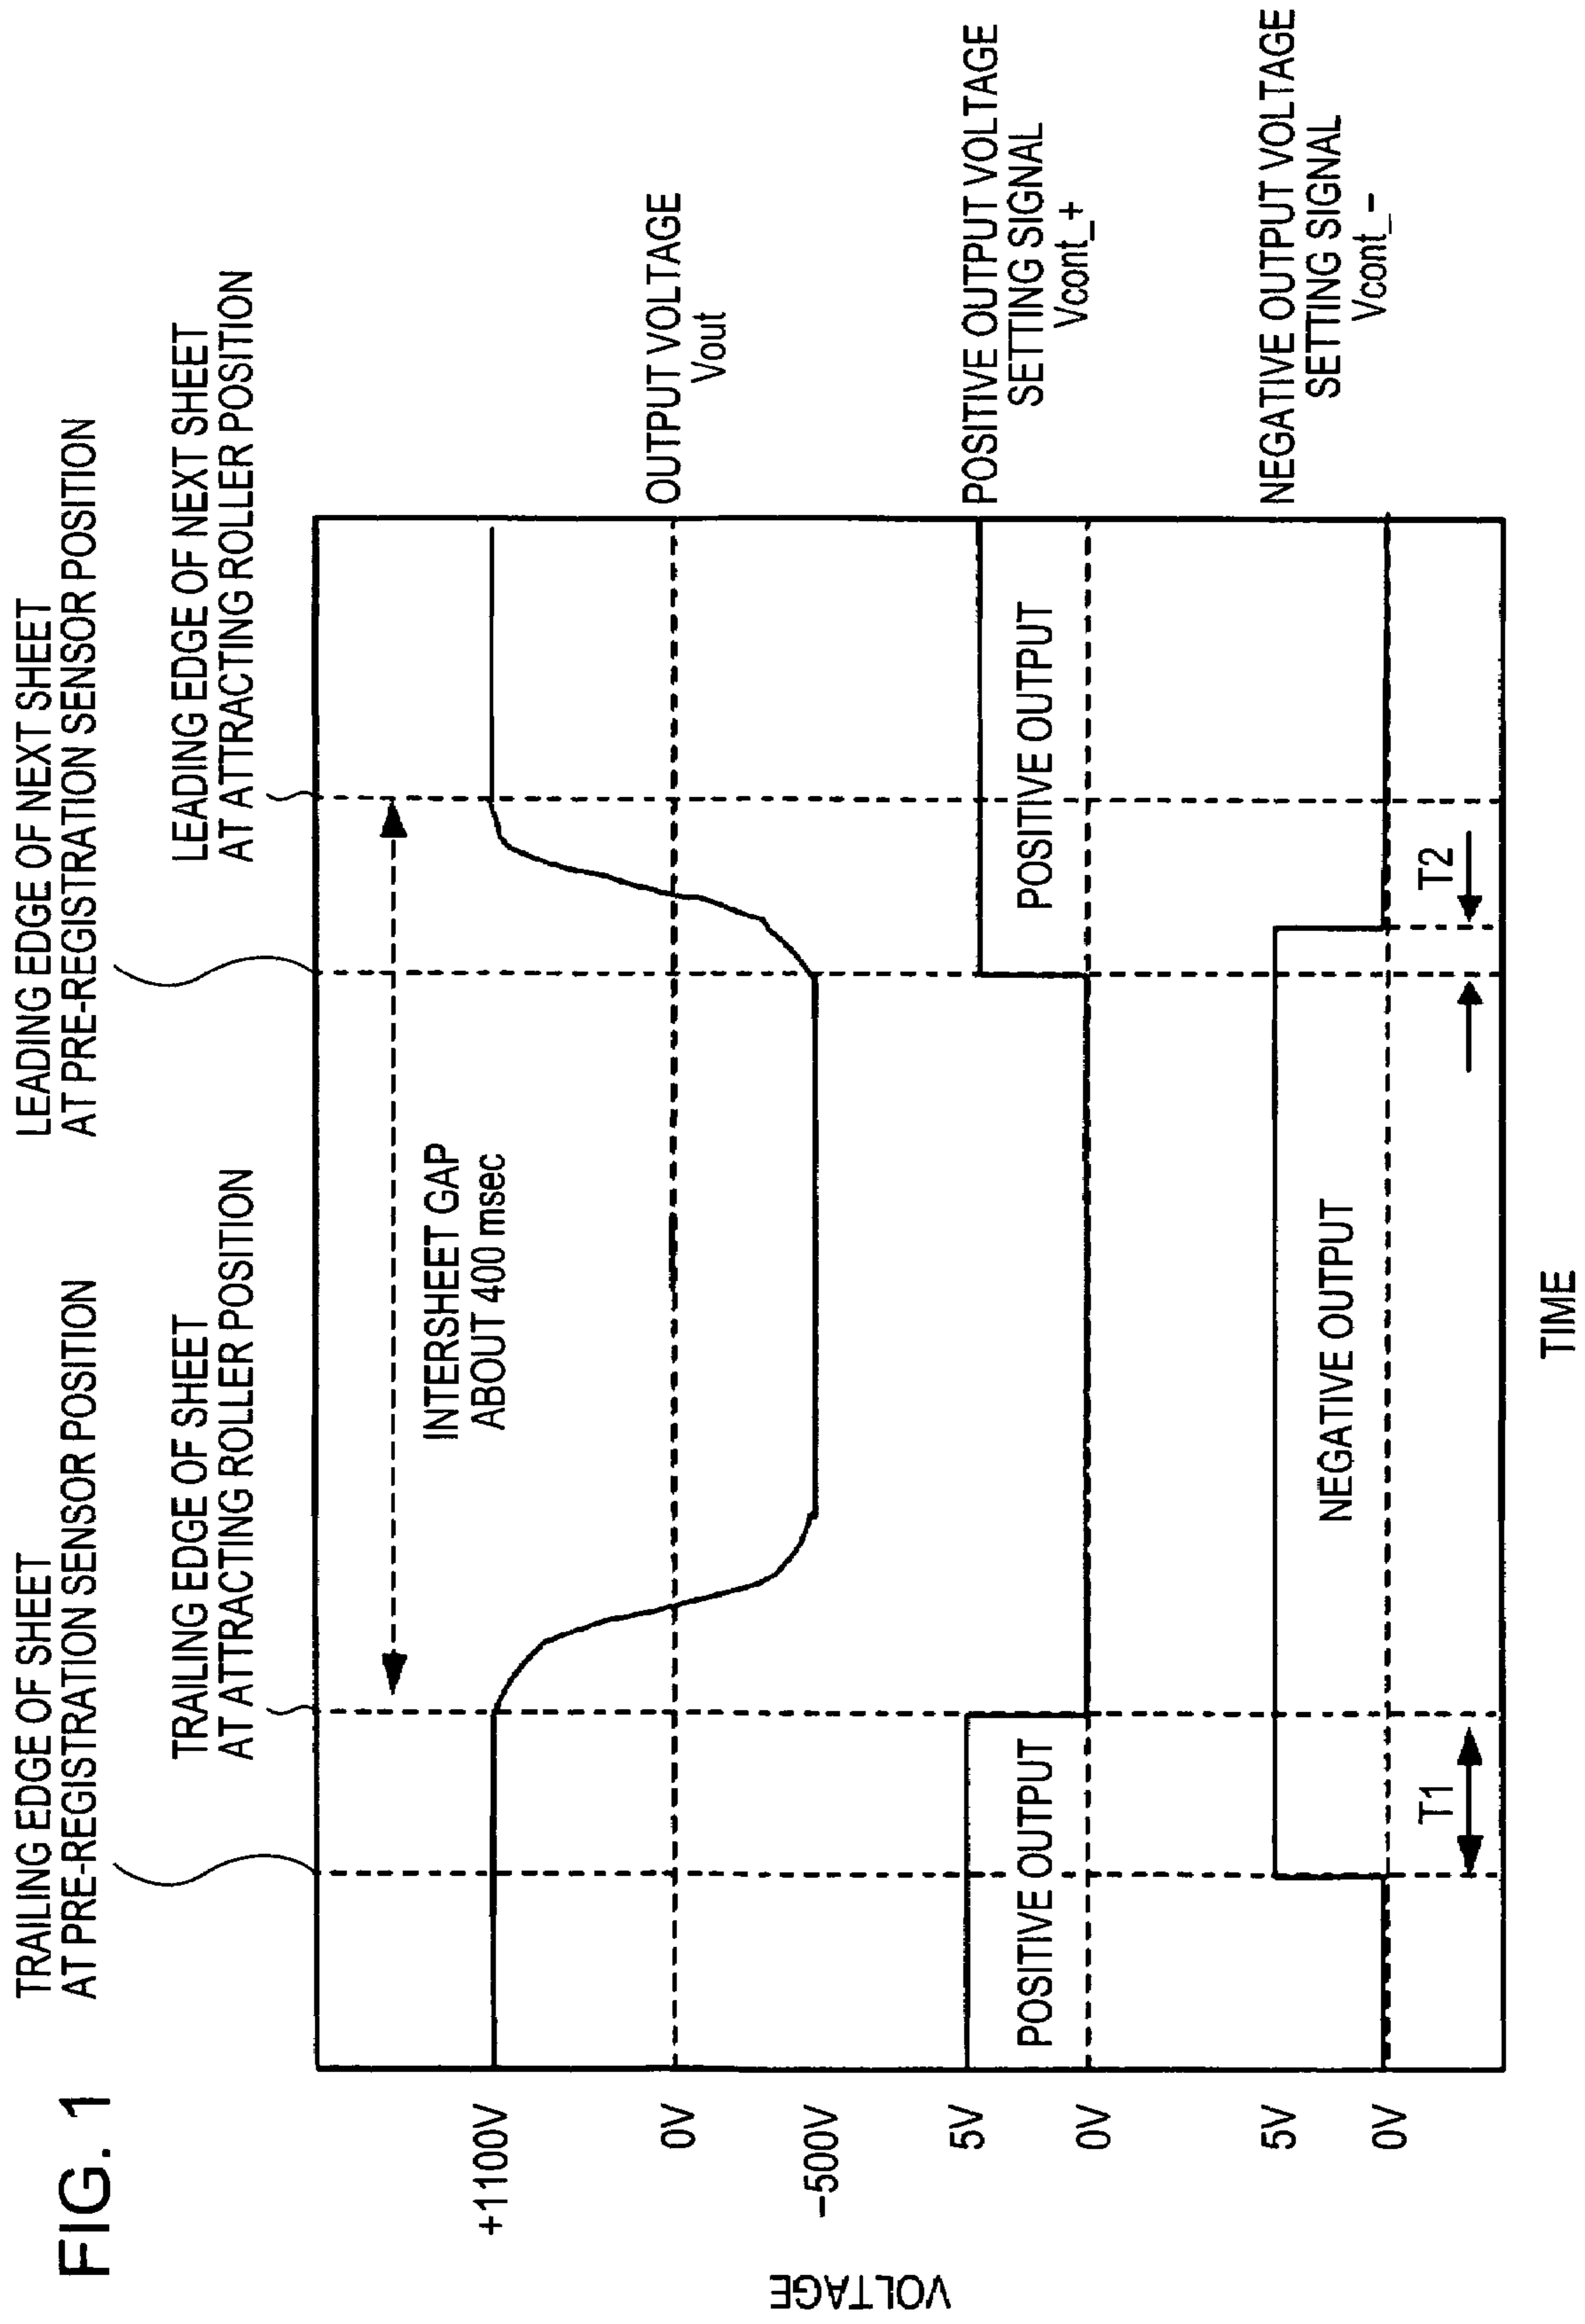 FIG. 1
TRAILING EDGE OF SHEET
AT PRE-REGISTRATION SENSOR POSITION
LEADING EDGE OF NEXT SHEET
AT PRE-REGISTRATION SENSOR POSITION
TRAILING EDGE OF SHEET
AT ATTRACTING ROLLER POSITION
LEADING EDGE OF NEXT SHEET
AT ATTRACTING ROLLER POSITION
INTERSHEET GAP
ABOUT 400 msec
VOLTAGE
+1100V
0V
-500V
5V
0V
5V
0V
OUTPUT VOLTAGE
Vout
POSITIVE OUTPUT VOLTAGE
SETTING SIGNAL
Vcont_+
NEGATIVE OUTPUT VOLTAGE
SETTING SIGNAL
Vcont_-
POSITIVE OUTPUT
POSITIVE OUTPUT
NEGATIVE OUTPUT
T1
T2
TIME